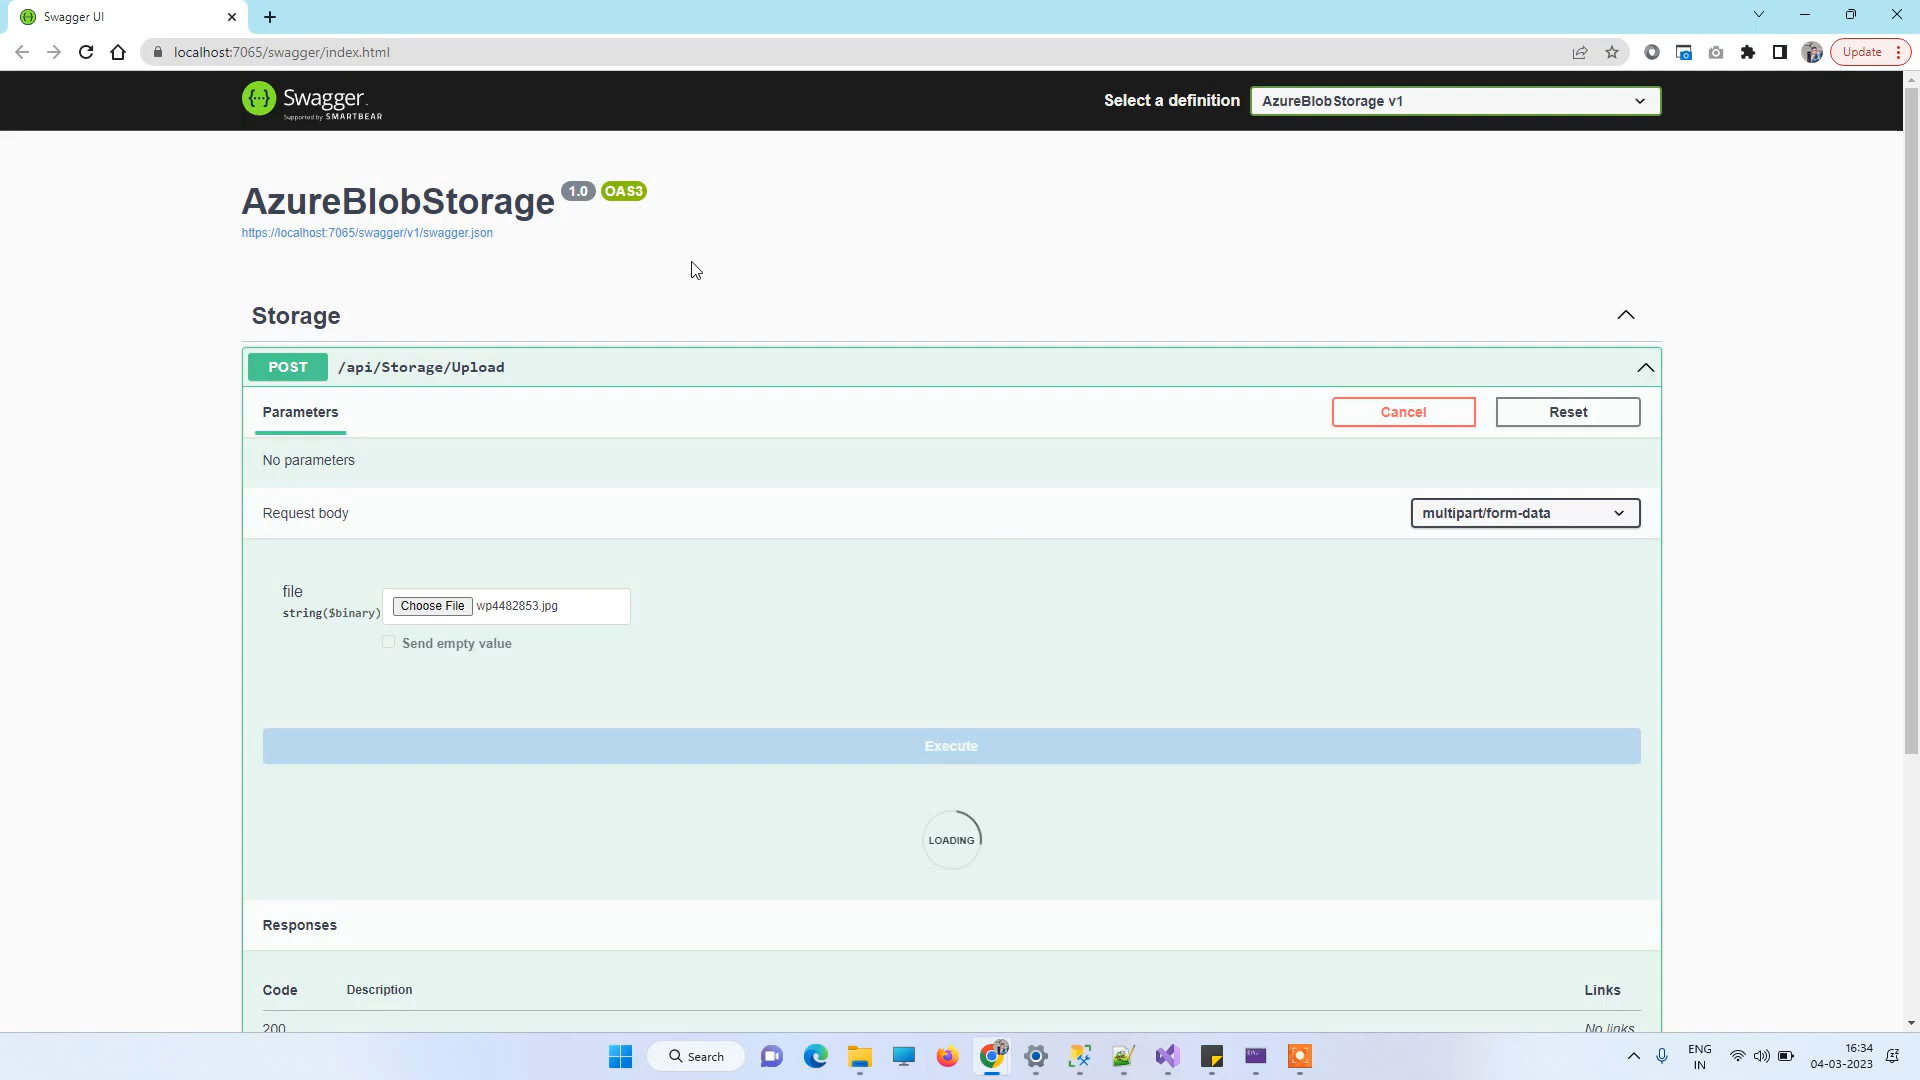 Swagger UI
localhost:7065/swagger/index.html
Update
Swagger
Supported by SMARTBEAR
Select a definition
AzureBlobStorage v1
AzureBlobStorage 1.0 OAS3
https://localhost:7065/swagger/v1/swagger.json
Storage
POST /api/Storage/Upload
Parameters
Cancel
Reset
No parameters
Request body
multipart/form-data
file
string($binary)
Choose File wp4482853.jpg
Send empty value
Execute
LOADING
Responses
Code Description Links
200 No links
Search
ENG
IN
16:34
04-03-2023